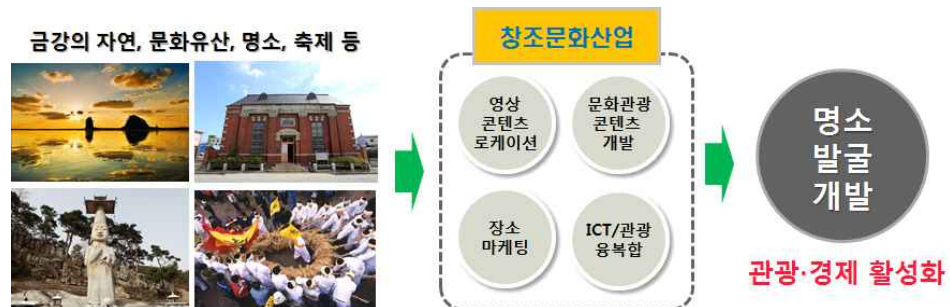 금강의 자연, 문화유산, 명소, 축제 등
창조문화산업
영상
콘텐츠
로케이션
문화관광
콘텐츠
개발
장소
마케팅
ICT/관광
융복합
명소
발굴
개발
관광·경제 활성화